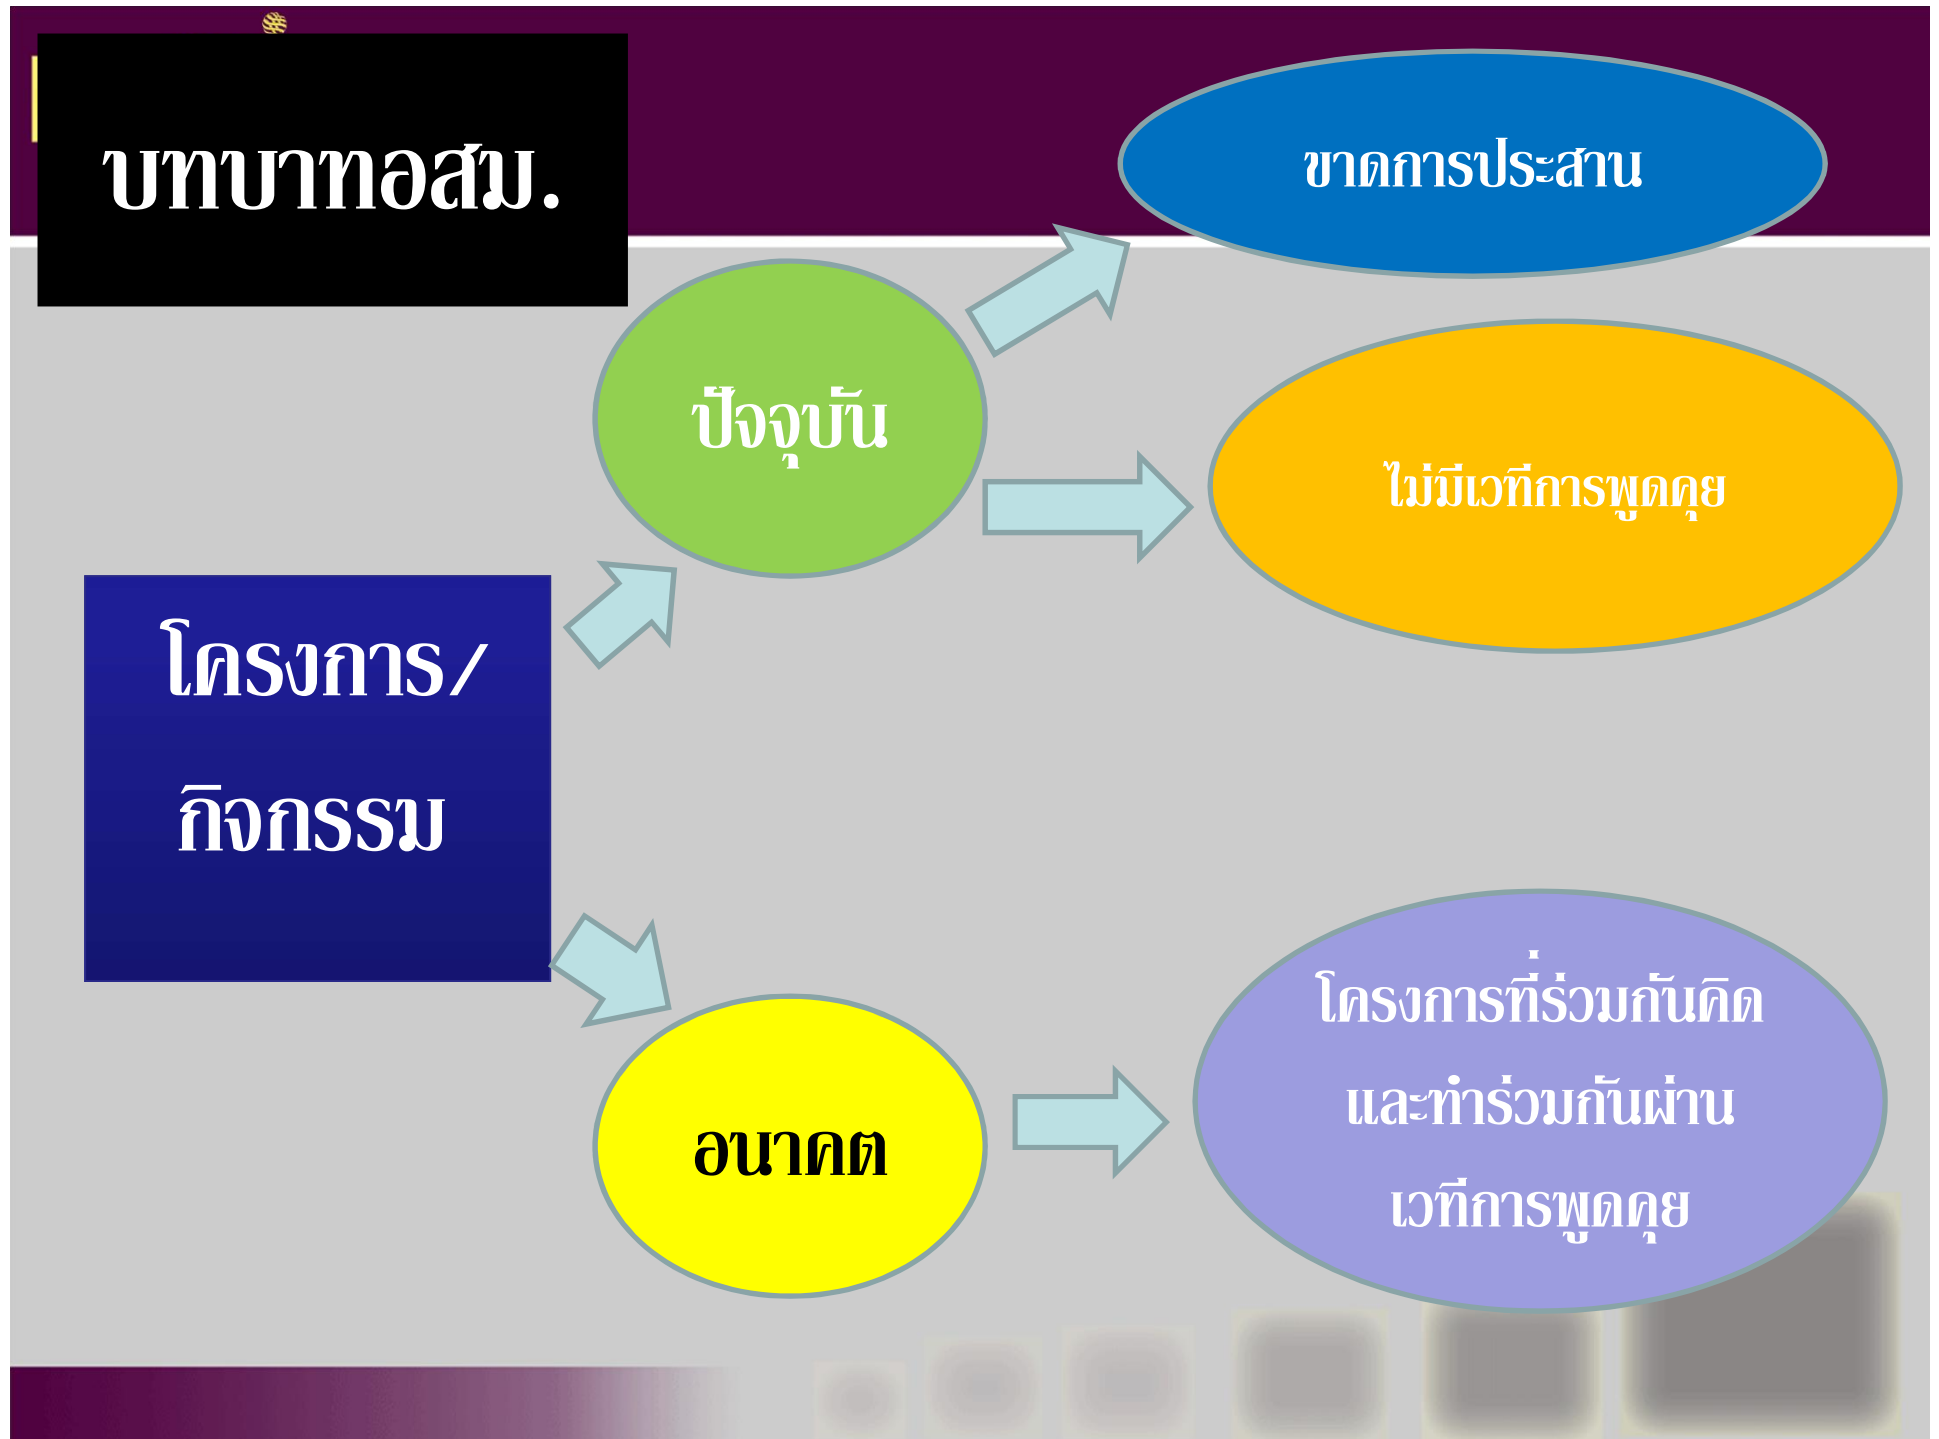 บทบาทอสม.
ขาดการประสาน
ปัจจุบัน
ไม่มีเวทีการพูดคุย
โครงการ/
กิจกรรม
อนาคต
โครงการที่ร่วมกันคิด
และทำร่วมกันผ่าน
เวทีการพูดคุย